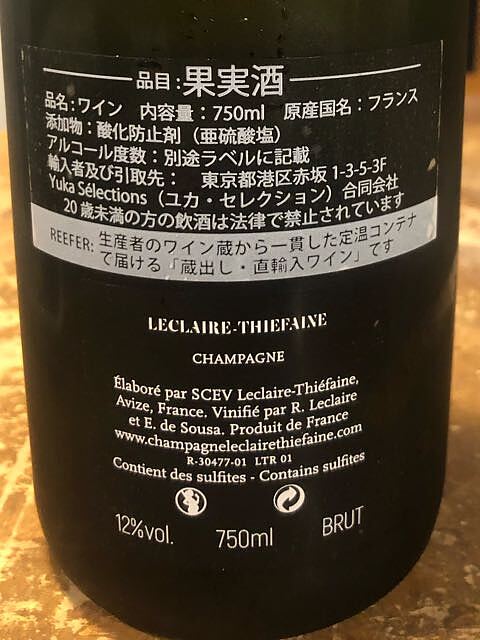 品目:果実酒
品名:ワイン 内容量:750ml 原産国名:フランス
添加物:酸化防止剤(亜硫酸塩)
アルコール度数:別途ラベルに記載
輸入者及び引取先: 東京都港区赤坂1-3-5-3F
Yuka Sélections(ユカ・セレクション)合同会社
20歳未満の方の飲酒は法律で禁止されています
REEFER: 生産者のワイン蔵から一貫した定温コンテナ
で届ける「蔵出し・直輸入ワイン」です
LECLAIRE-THIEFAINE
CHAMPAGNE
Élaboré par SCEV Leclaire-Thiéfaine,
Avize, France. Vinifié par R. Leclaire
et E. de Sousa. Produit de France
www.champagneleclairethiefaine.com
R-30477-01 LTR 01
Contient des sulfites - Contains sulfites
12%vol. 750ml BRUT